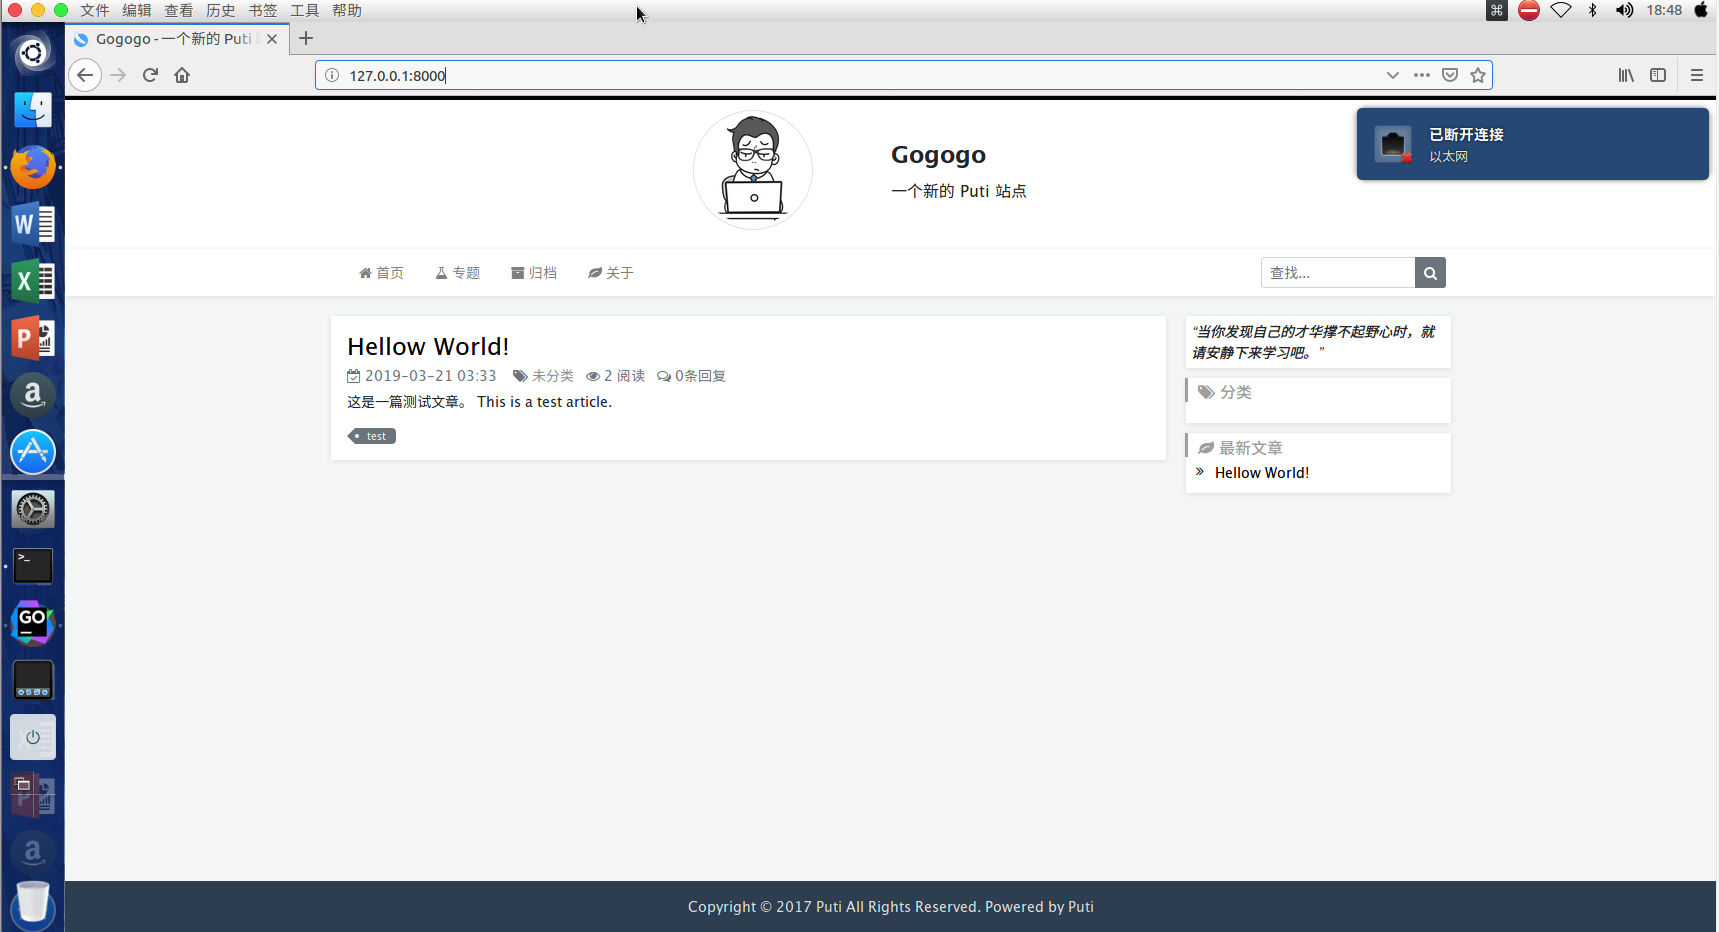 文件 编辑 查看 历史 书签 工具 帮助
18:48
Gogogo - 一个新的 Puti
127.0.0.1:8000
已断开连接
以太网
Gogogo
一个新的 Puti 站点
首页 专题 归档 关于
查找...
Hellow World!
2019-03-21 03:33 未分类 2 阅读 0条回复
这是一篇测试文章。 This is a test article.
test
“当你发现自己的才华撑不起野心时，就
请安静下来学习吧。”
分类
最新文章
Hellow World!
W
X
P
a
>_
GO
a
Copyright © 2017 Puti All Rights Reserved. Powered by Puti